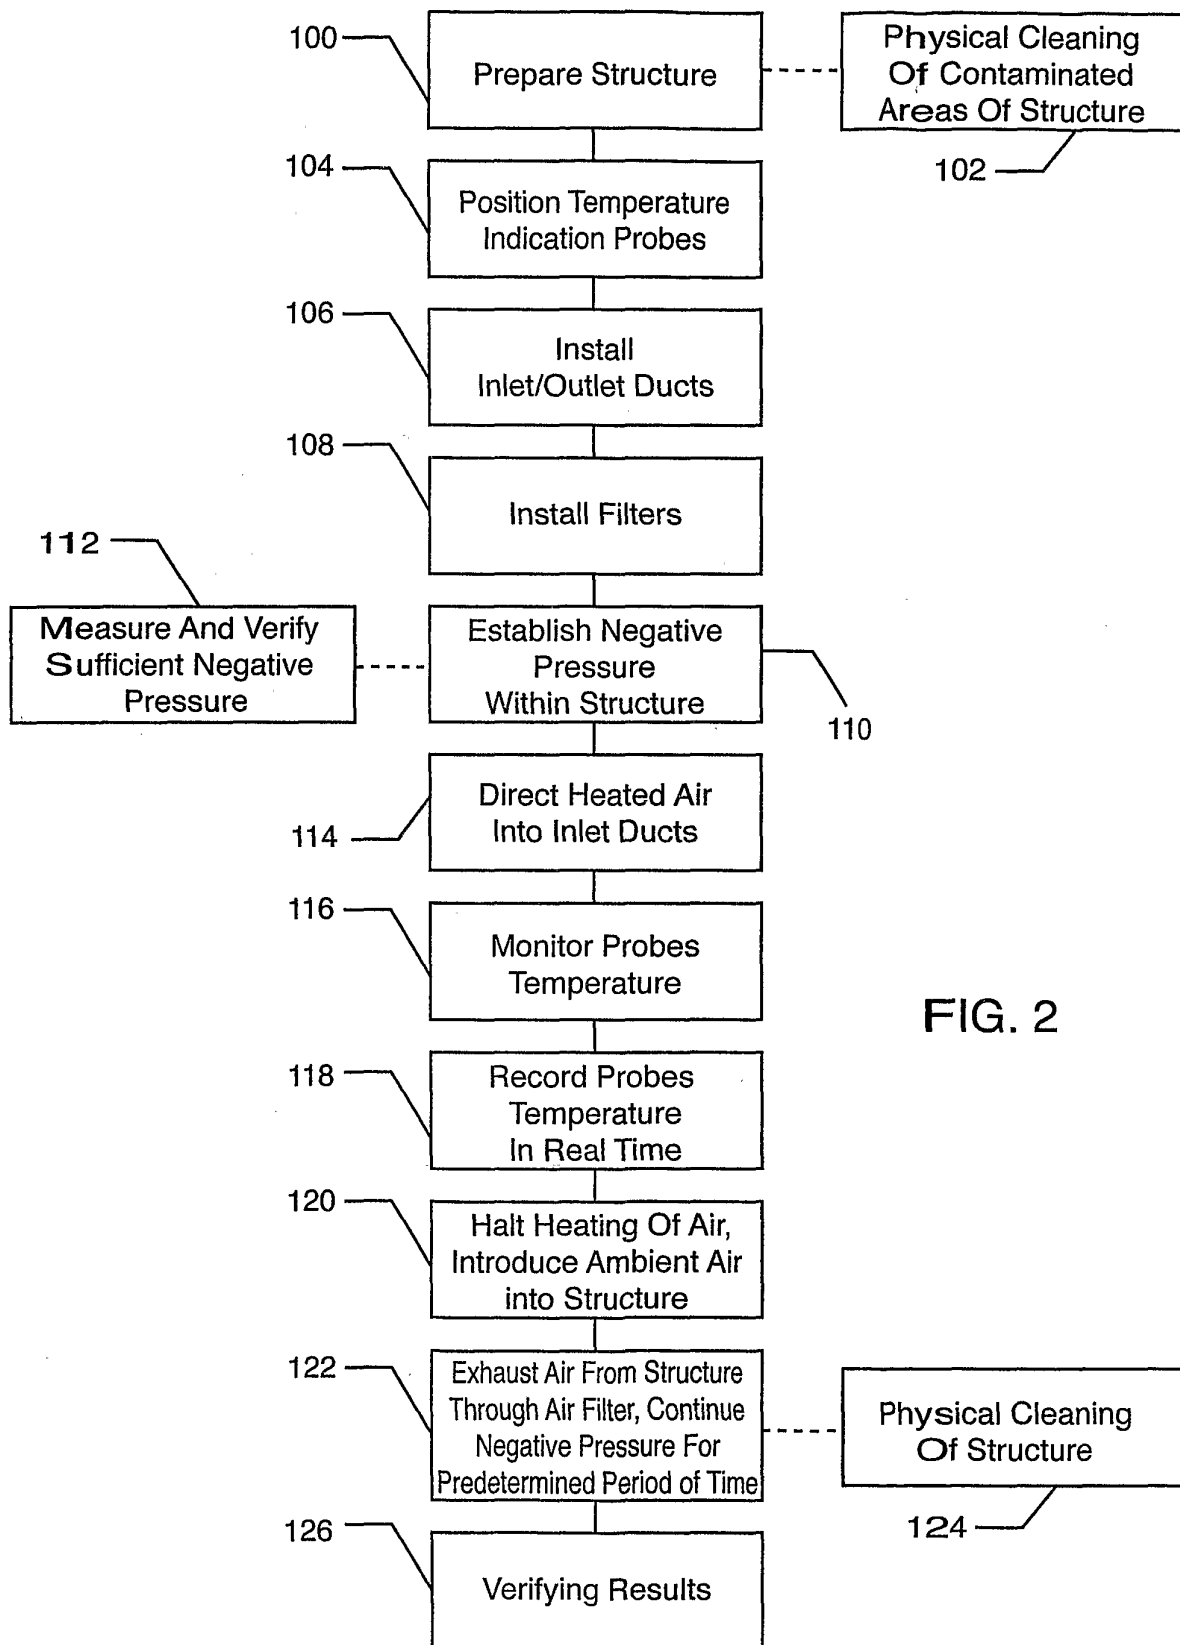 100
Prepare Structure
Physical Cleaning
Of Contaminated
Areas Of Structure
102
104
Position Temperature
Indication Probes
106
Install
Inlet/Outlet Ducts
108
Install Filters
112
Measure And Verify
Sufficient Negative
Pressure
Establish Negative
Pressure
Within Structure
110
Direct Heated Air
Into Inlet Ducts
114
116
Monitor Probes
Temperature
FIG. 2
118
Record Probes
Temperature
In Real Time
120
Halt Heating Of Air,
Introduce Ambient Air
into Structure
122
Exhaust Air From Structure
Through Air Filter, Continue
Negative Pressure For
Predetermined Period of Time
Physical Cleaning
Of Structure
124
126
Verifying Results